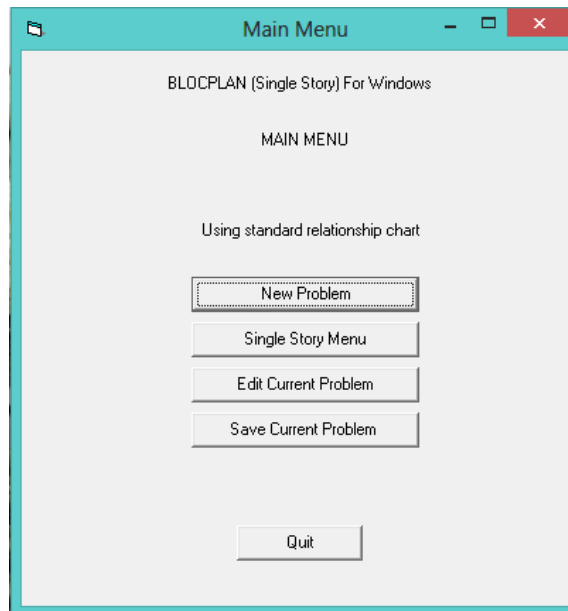 Main Menu
BLOCPLAN (Single Story) For Windows
MAIN MENU
Using standard relationship chart
New Problem
Single Story Menu
Edit Current Problem
Save Current Problem
Quit